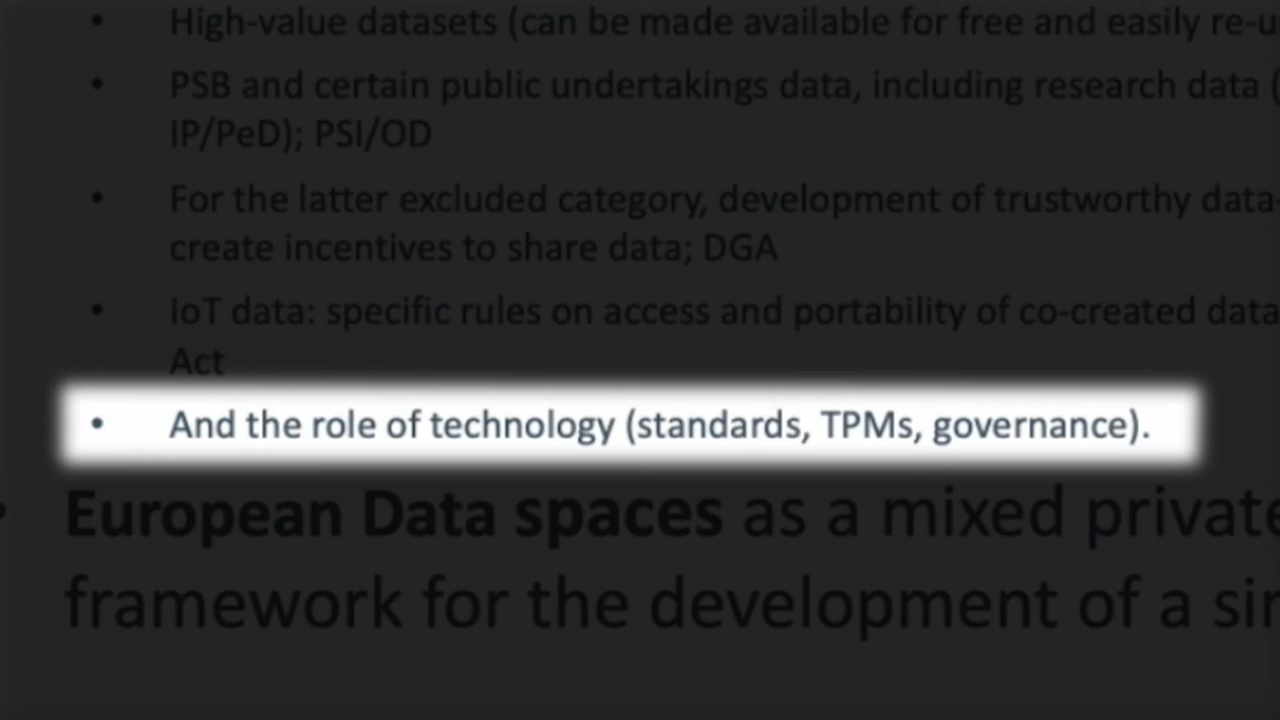 • High-value datasets (can be made available for free and easily re-u
• PSB and certain public undertakings data, including research data (
IP/PeD); PSI/OD
• For the latter excluded category, development of trustworthy data
create incentives to share data; DGA
• IoT data: specific rules on access and portability of co-created data
Act
• And the role of technology (standards, TPMs, governance).
• European Data spaces as a mixed private
framework for the development of a sin